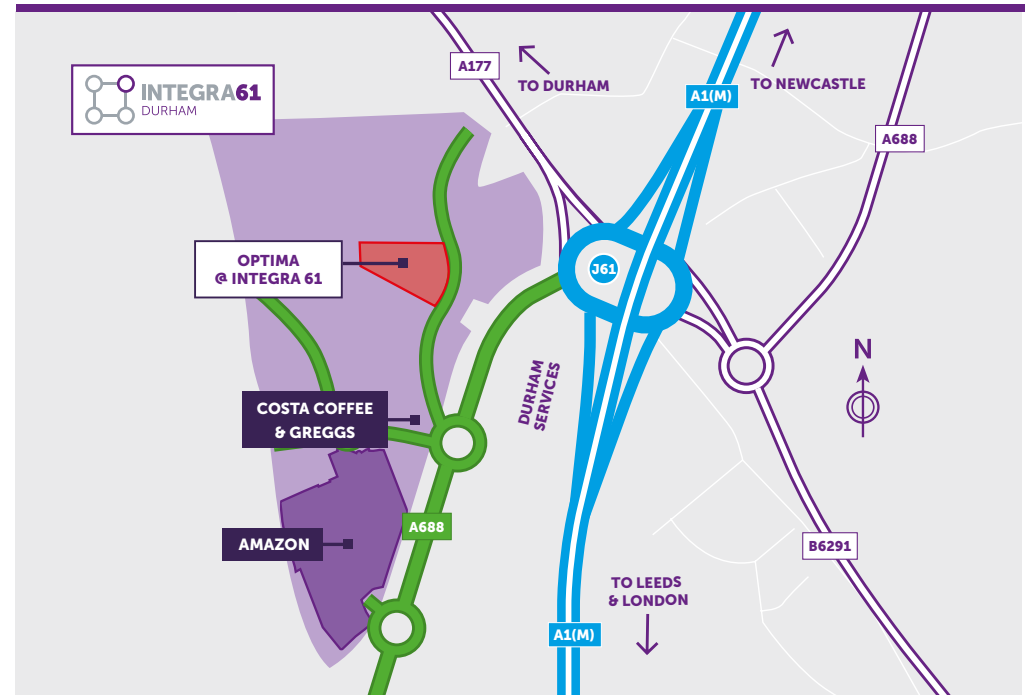 INTEGRA61
DURHAM
A177
TO DURHAM
A1(M)
TO NEWCASTLE
A688
OPTIMA
@ INTEGRA 61
J61
N
DURHAM
SERVICES
COSTA COFFEE
& GREGGS
A688
AMAZON
B6291
TO LEEDS
& LONDON
A1(M)